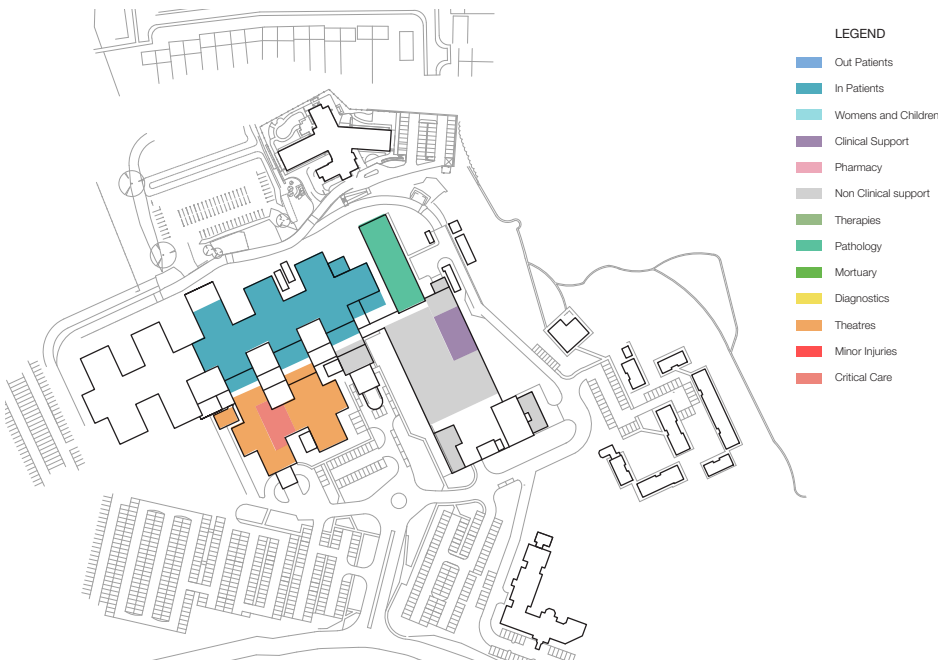 LEGEND
Out Patients
In Patients
Womens and Children
Clinical Support
Pharmacy
Non Clinical support
Therapies
Pathology
Mortuary
Diagnostics
Theatres
Minor Injuries
Critical Care